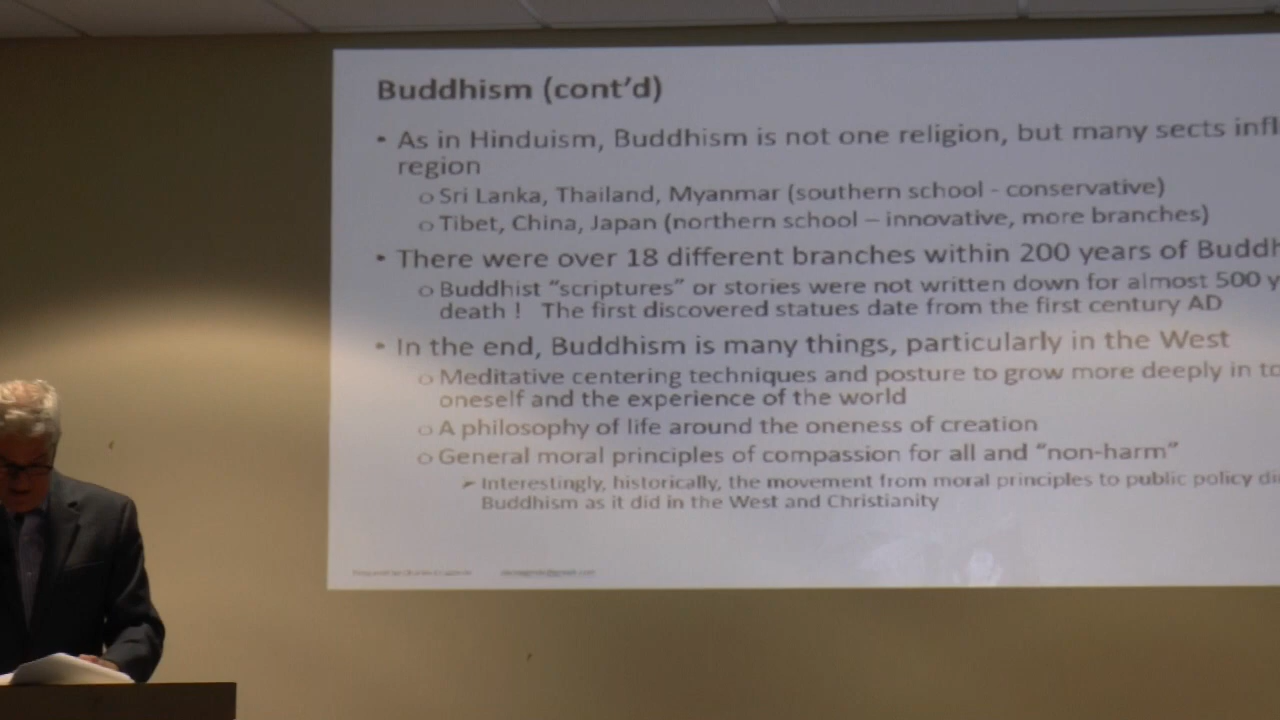 Buddhism (cont'd)
• As in Hinduism, Buddhism is not one religion, but many sects infl
region
o Sri Lanka, Thailand, Myanmar (southern school - conservative)
o Tibet, China, Japan (northern school – innovative, more branches)
• There were over 18 different branches within 200 years of Buddh
o Buddhist “scriptures” or stories were not written down for almost 500 y
death ! The first discovered statues date from the first century AD
• In the end, Buddhism is many things, particularly in the West
o Meditative centering techniques and posture to grow more deeply in to
oneself and the experience of the world
o A philosophy of life around the oneness of creation
o General moral principles of compassion for all and “non-harm”
➢ Interestingly, historically, the movement from moral principles to public policy di
Buddhism as it did in the West and Christianity